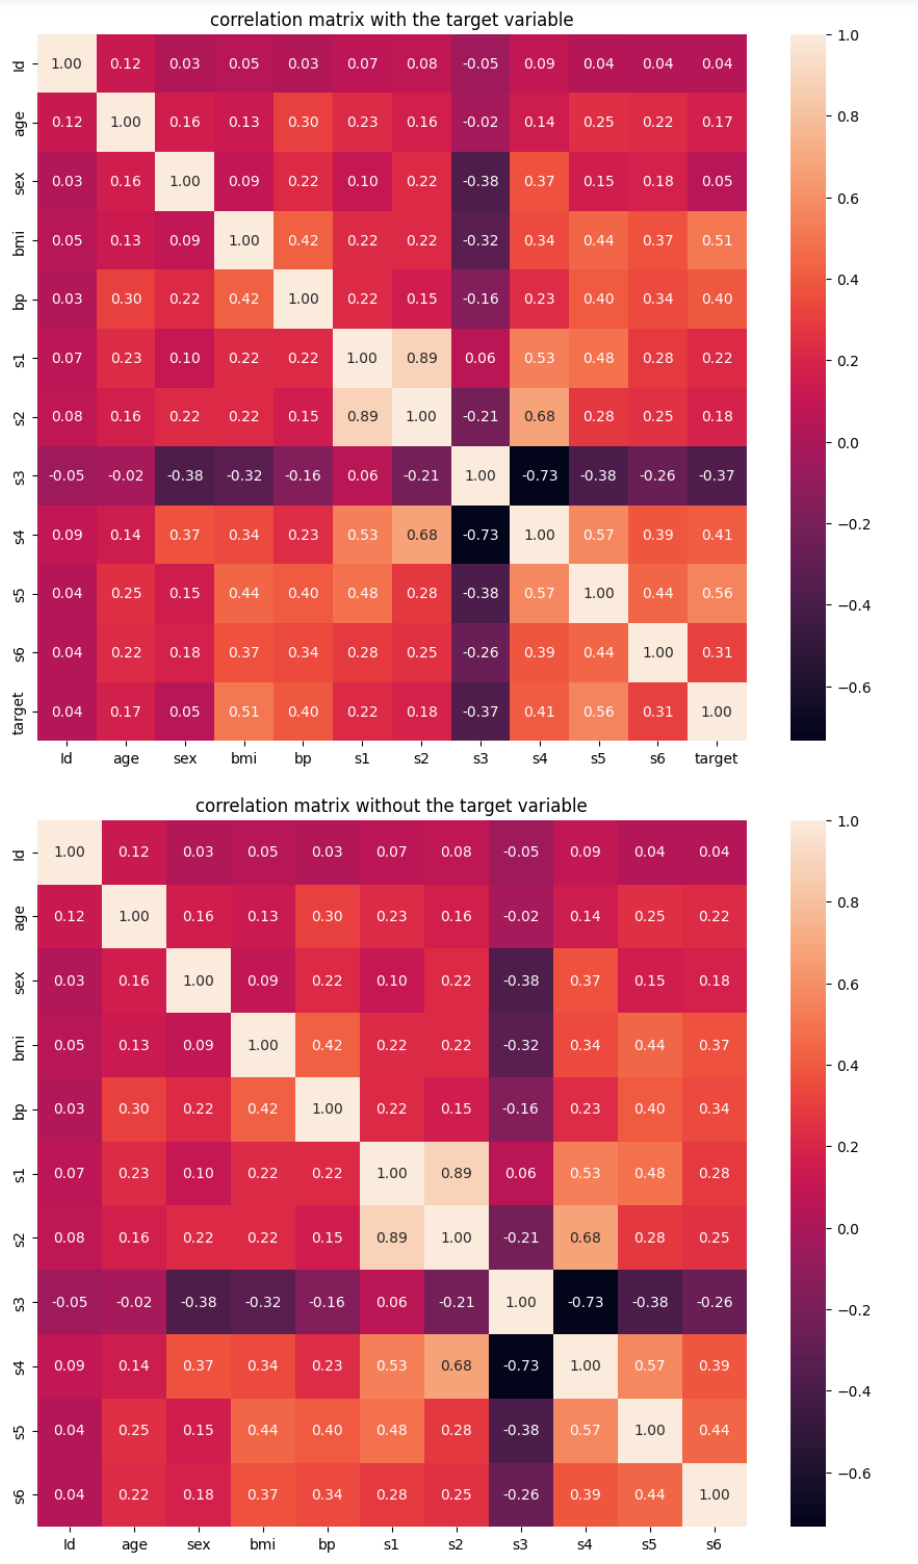 correlation matrix with the target variable
Id 1.00 0.12 0.03 0.05 0.03 0.07 0.08 -0.05 0.09 0.04 0.04 0.04
age 0.12 1.00 0.16 0.13 0.30 0.23 0.16 -0.02 0.14 0.25 0.22 0.17
sex 0.03 0.16 1.00 0.09 0.22 0.10 0.22 -0.38 0.37 0.15 0.18 0.05
bmi 0.05 0.13 0.09 1.00 0.42 0.22 0.22 -0.32 0.34 0.44 0.37 0.51
bp 0.03 0.30 0.22 0.42 1.00 0.22 0.15 -0.16 0.23 0.40 0.34 0.40
s1 0.07 0.23 0.10 0.22 0.22 1.00 0.89 0.06 0.53 0.48 0.28 0.22
s2 0.08 0.16 0.22 0.22 0.15 0.89 1.00 -0.21 0.68 0.28 0.25 0.18
s3 -0.05 -0.02 -0.38 -0.32 -0.16 0.06 -0.21 1.00 -0.73 -0.38 -0.26 -0.37
s4 0.09 0.14 0.37 0.34 0.23 0.53 0.68 -0.73 1.00 0.57 0.39 0.41
s5 0.04 0.25 0.15 0.44 0.40 0.48 0.28 -0.38 0.57 1.00 0.44 0.56
s6 0.04 0.22 0.18 0.37 0.34 0.28 0.25 -0.26 0.39 0.44 1.00 0.31
target 0.04 0.17 0.05 0.51 0.40 0.22 0.18 -0.37 0.41 0.56 0.31 1.00
Id age sex bmi bp s1 s2 s3 s4 s5 s6 target
1.0
0.8
0.6
0.4
0.2
0.0
−0.2
−0.4
−0.6
correlation matrix without the target variable
Id 1.00 0.12 0.03 0.05 0.03 0.07 0.08 -0.05 0.09 0.04 0.04
age 0.12 1.00 0.16 0.13 0.30 0.23 0.16 -0.02 0.14 0.25 0.22
sex 0.03 0.16 1.00 0.09 0.22 0.10 0.22 -0.38 0.37 0.15 0.18
bmi 0.05 0.13 0.09 1.00 0.42 0.22 0.22 -0.32 0.34 0.44 0.37
bp 0.03 0.30 0.22 0.42 1.00 0.22 0.15 -0.16 0.23 0.40 0.34
s1 0.07 0.23 0.10 0.22 0.22 1.00 0.89 0.06 0.53 0.48 0.28
s2 0.08 0.16 0.22 0.22 0.15 0.89 1.00 -0.21 0.68 0.28 0.25
s3 -0.05 -0.02 -0.38 -0.32 -0.16 0.06 -0.21 1.00 -0.73 -0.38 -0.26
s4 0.09 0.14 0.37 0.34 0.23 0.53 0.68 -0.73 1.00 0.57 0.39
s5 0.04 0.25 0.15 0.44 0.40 0.48 0.28 -0.38 0.57 1.00 0.44
s6 0.04 0.22 0.18 0.37 0.34 0.28 0.25 -0.26 0.39 0.44 1.00
Id age sex bmi bp s1 s2 s3 s4 s5 s6
1.0
0.8
0.6
0.4
0.2
0.0
−0.2
−0.4
−0.6